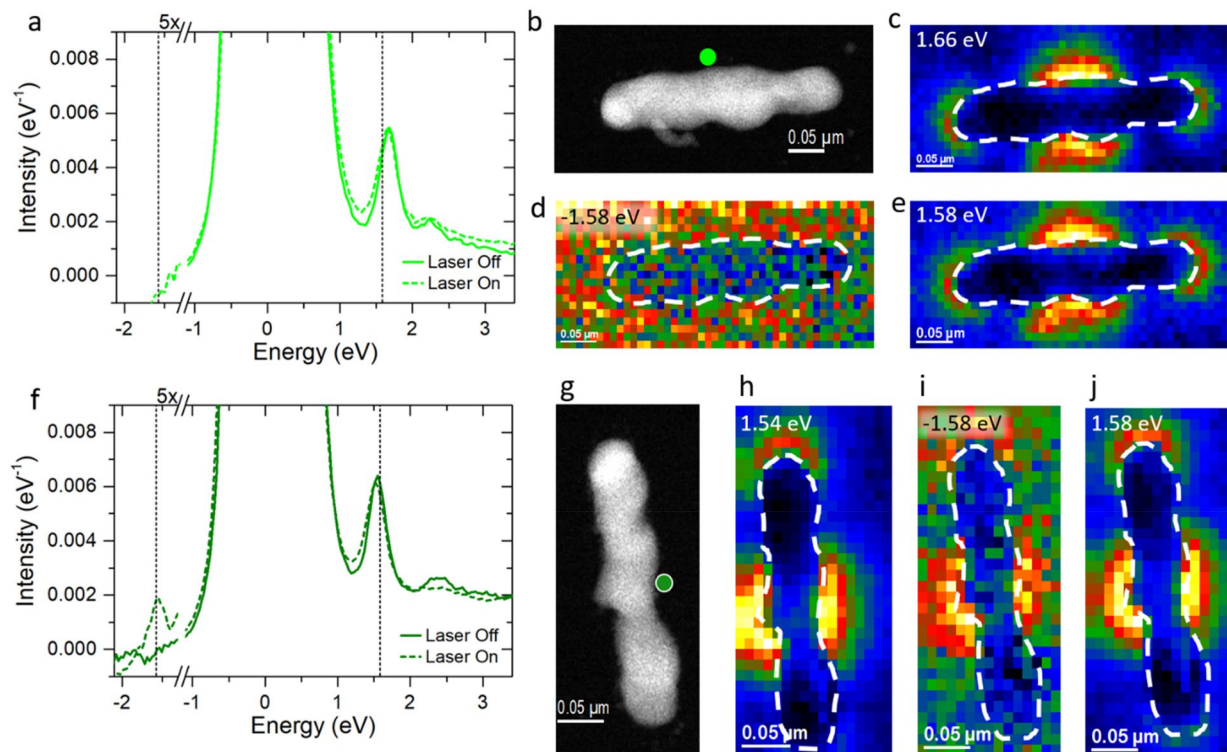 a
5x
Intensity (eV⁻¹)
0.008
0.006
0.004
0.002
0.000
Laser Off
Laser On
-2 -1 0 1 2 3
Energy (eV)
b
0.05 µm
c
1.66 eV
0.05 µm
d
-1.58 eV
0.05 µm
e
1.58 eV
0.05 µm
f
5x
Intensity (eV⁻¹)
0.008
0.006
0.004
0.002
0.000
Laser Off
Laser On
-2 -1 0 1 2 3
Energy (eV)
g
0.05 µm
h
1.54 eV
0.05 µm
i
-1.58 eV
0.05 µm
j
1.58 eV
0.05 µm